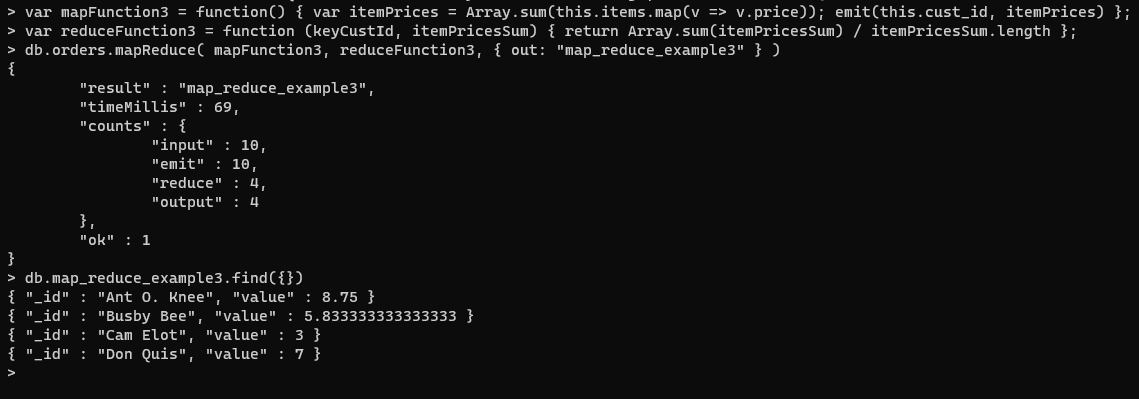 > var mapFunction3 = function() { var itemPrices = Array.sum(this.items.map(v => v.price)); emit(this.cust_id, itemPrices) };
> var reduceFunction3 = function (keyCustId, itemPricesSum) { return Array.sum(itemPricesSum) / itemPricesSum.length };
> db.orders.mapReduce( mapFunction3, reduceFunction3, { out: "map_reduce_example3" } )
{
        "result" : "map_reduce_example3",
        "timeMillis" : 69,
        "counts" : {
                "input" : 10,
                "emit" : 10,
                "reduce" : 4,
                "output" : 4
        },
        "ok" : 1
}
> db.map_reduce_example3.find({})
{ "_id" : "Ant O. Knee", "value" : 8.75 }
{ "_id" : "Busby Bee", "value" : 5.833333333333333 }
{ "_id" : "Cam Elot", "value" : 3 }
{ "_id" : "Don Quis", "value" : 7 }
>